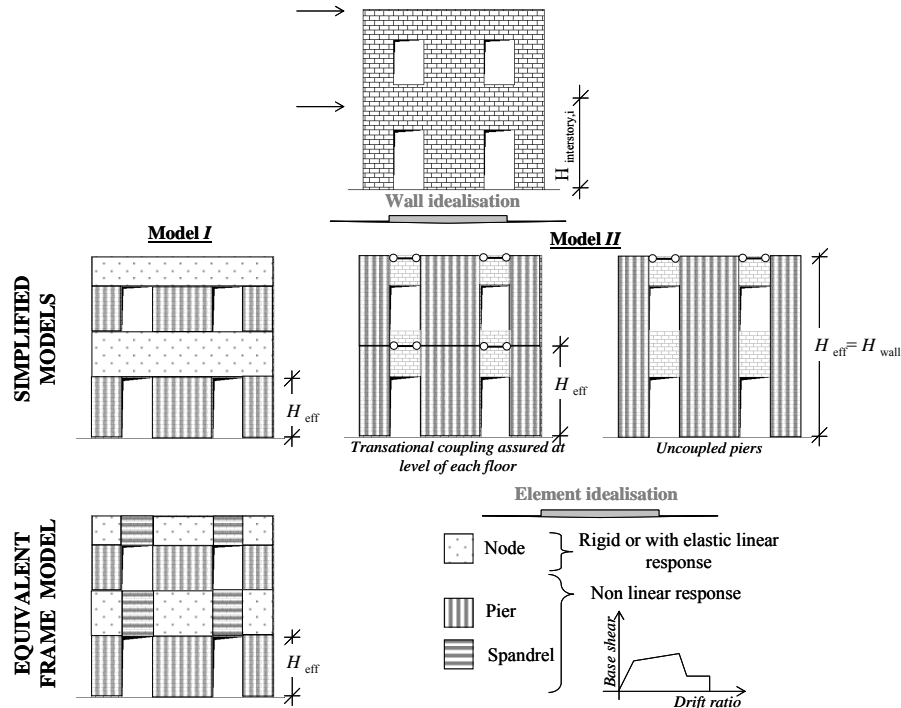 H interstory,i
Wall idealisation
Model I
Model II
SIMPLIFIED
MODELS
H eff
H eff
H eff= H wall
Transational coupling assured at
level of each floor
Uncoupled piers
EQUIVALENT
FRAME MODEL
H eff
Element idealisation
Node
Rigid or with elastic linear
response
Non linear response
Pier
Spandrel
Base shear
Drift ratio